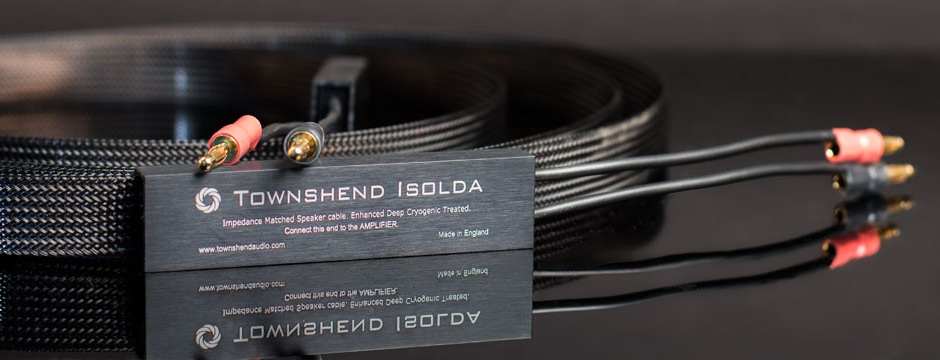 Townshend Isolda
Impedance Matched Speaker cable. Enhanced Deep Cryogenic Treated.
Connect this end to the AMPLIFIER.
www.townshendaudio.com Made in England